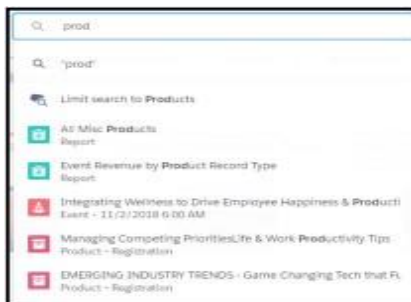 prod
"prod"
Limit search to Products
All Misc Products
Report
Event Revenue by Product Record Type
Report
Integrating Wellness to Drive Employee Happiness & Producti
Event - 11/2/2018 6:00 AM
Managing Competing PrioritiesLife & Work Productivity Tips
Product - Registration
EMERGING INDUSTRY TRENDS - Game Changing Tech that
Product - Registration